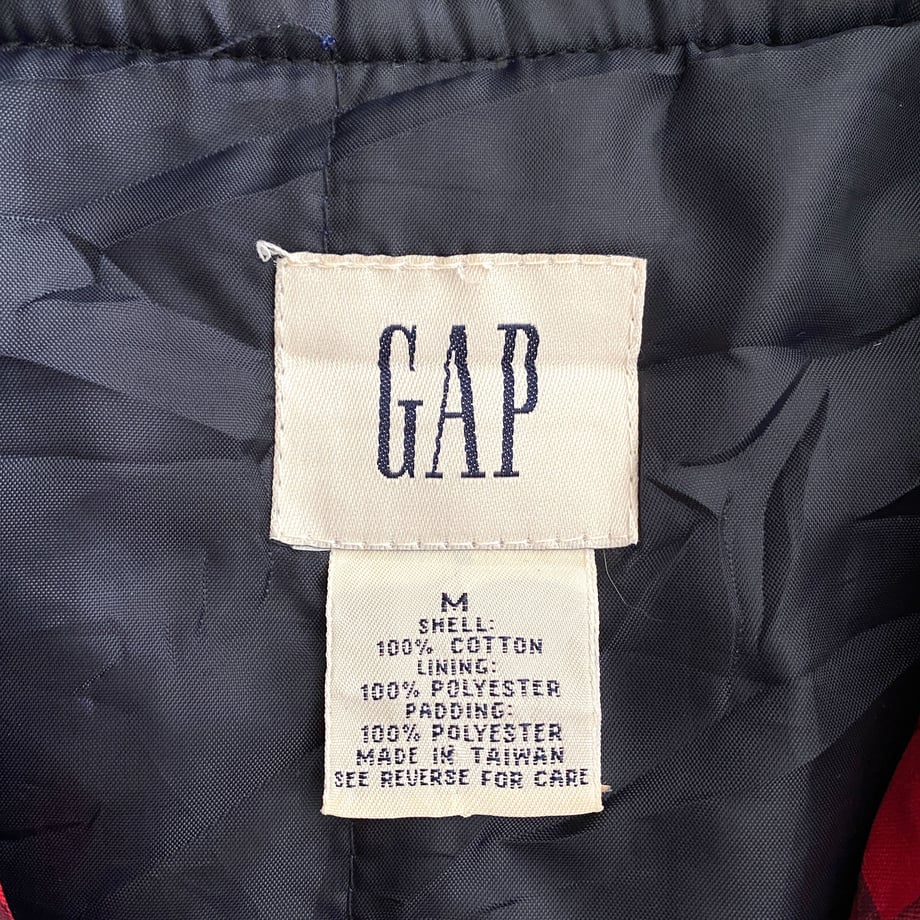 GAP
M
SHELL:
100% COTTON
LINING:
100% POLYESTER
PADDING:
100% POLYESTER
MADE IN TAIWAN
SEE REVERSE FOR CARE